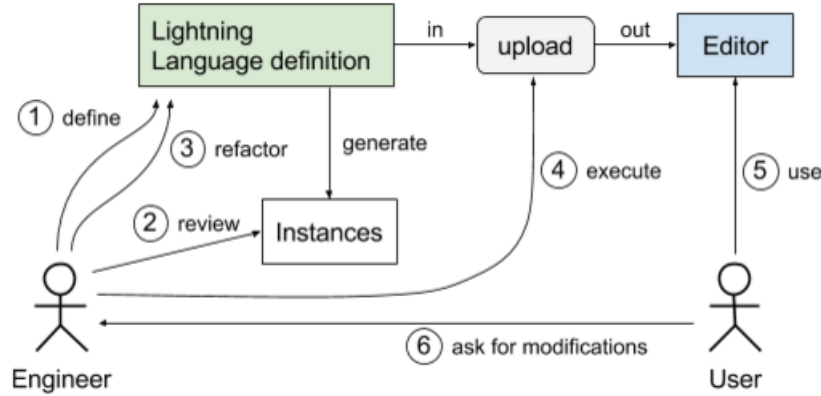 Lightning
Language definition
in
upload
out
Editor
1 define
3 refactor
generate
4 execute
5 use
2 review
Instances
6 ask for modifications
Engineer
User